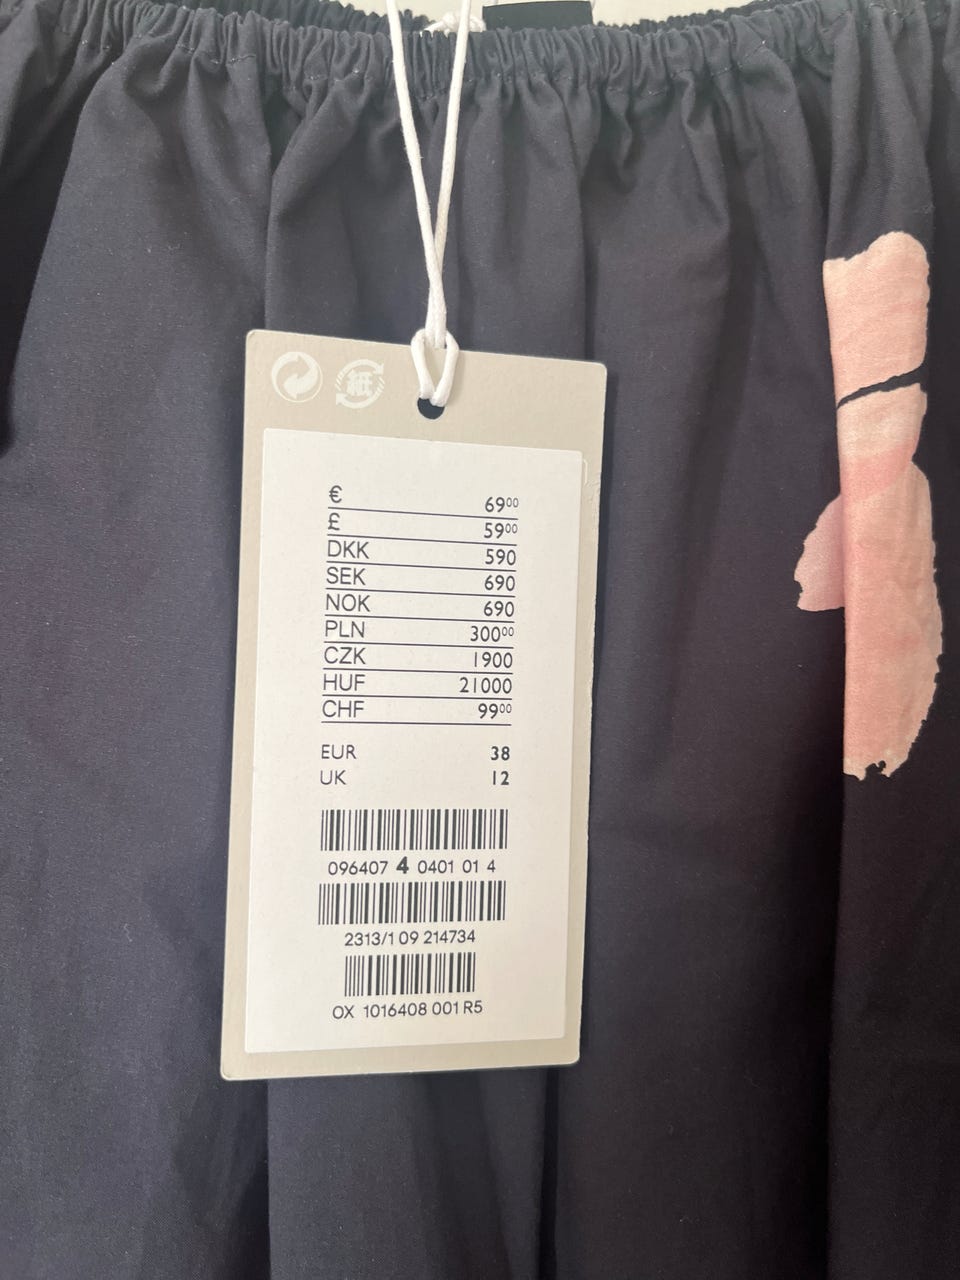 紙
€ 69⁰⁰
£ 59⁰⁰
DKK 590
SEK 690
NOK 690
PLN 300⁰⁰
CZK 1900
HUF 21000
CHF 99⁰⁰
EUR 38
UK 12
096407 4 0401 01 4
2313/1 09 214734
OX 1016408 001 R5